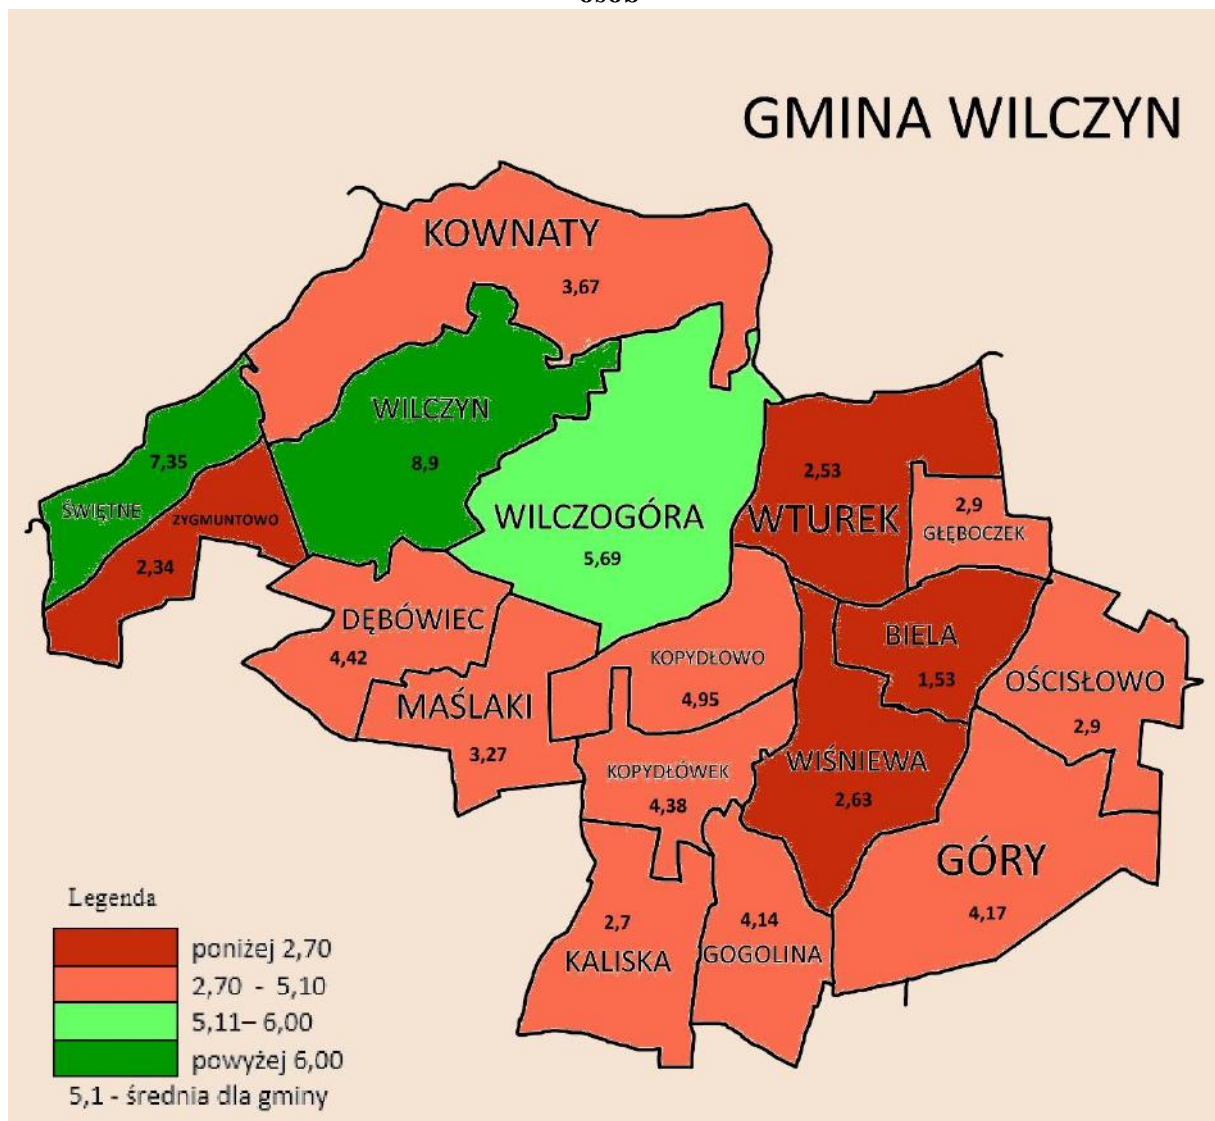 osób
GMINA WILCZYN
KOWNATY
3,67
WILCZYN
8,9
7,35
ŚWIĘTNE
ZYGMUNTOWO
2,34
WILCZOGÓRA
5,69
2,53
WTUREK
2,9
GŁĘBOCZEK
DĘBÓWIEC
4,42
MAŚLAKI
3,27
KOPYDŁOWO
4,95
BIELA
1,53
OŚCISŁOWO
2,9
KOPYDŁÓWEK
4,38
WIŚNIEWA
2,63
GÓRY
4,17
2,7
KALISKA
4,14
GOGOLINA
Legenda
poniżej 2,70
2,70 - 5,10
5,11– 6,00
powyżej 6,00
5,1 - średnia dla gminy